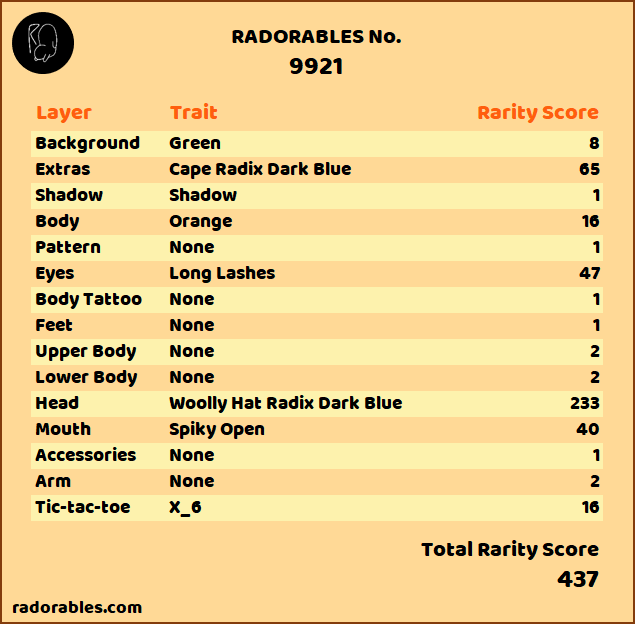 RADORABLES No.
9921
Layer Trait Rarity Score
Background Green 8
Extras Cape Radix Dark Blue 65
Shadow Shadow 1
Body Orange 16
Pattern None 1
Eyes Long Lashes 47
Body Tattoo None 1
Feet None 1
Upper Body None 2
Lower Body None 2
Head Woolly Hat Radix Dark Blue 233
Mouth Spiky Open 40
Accessories None 1
Arm None 2
Tic-tac-toe X_6 16
Total Rarity Score
437
radorables.com